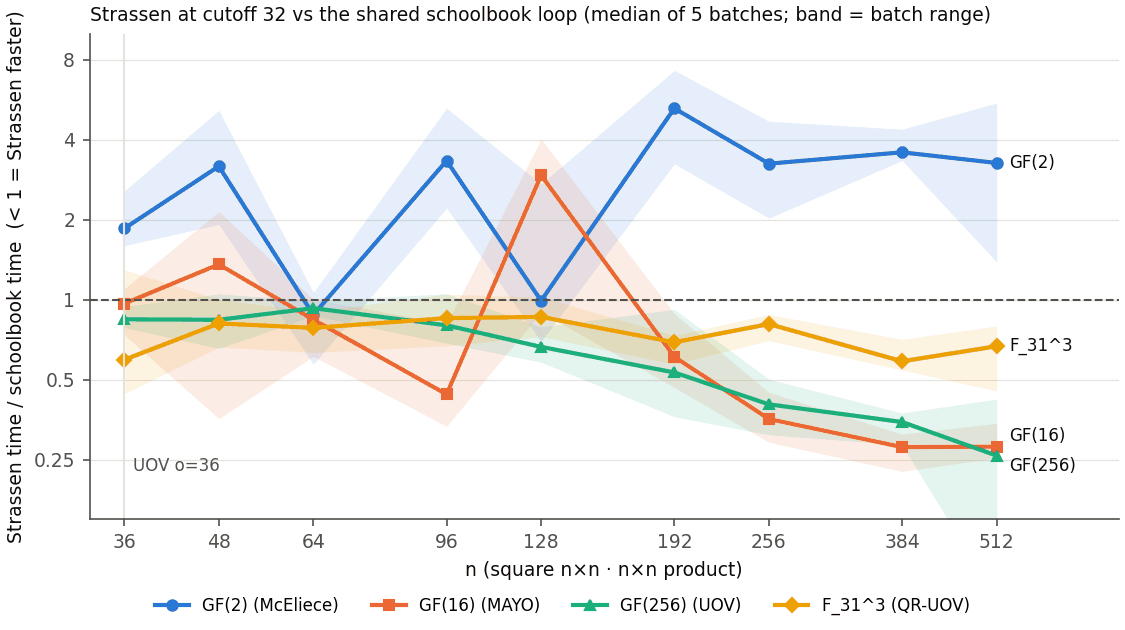 Strassen at cutoff 32 vs the shared schoolbook loop (median of 5 batches; band = batch range)
Strassen time / schoolbook time  (< 1 = Strassen faster)
8
4
2
1
0.5
0.25
GF(2)
F_31^3
GF(16)
GF(256)
UOV o=36
36 48 64 96 128 192 256 384 512
n (square n×n · n×n product)
GF(2) (McEliece) GF(16) (MAYO) GF(256) (UOV) F_31^3 (QR-UOV)